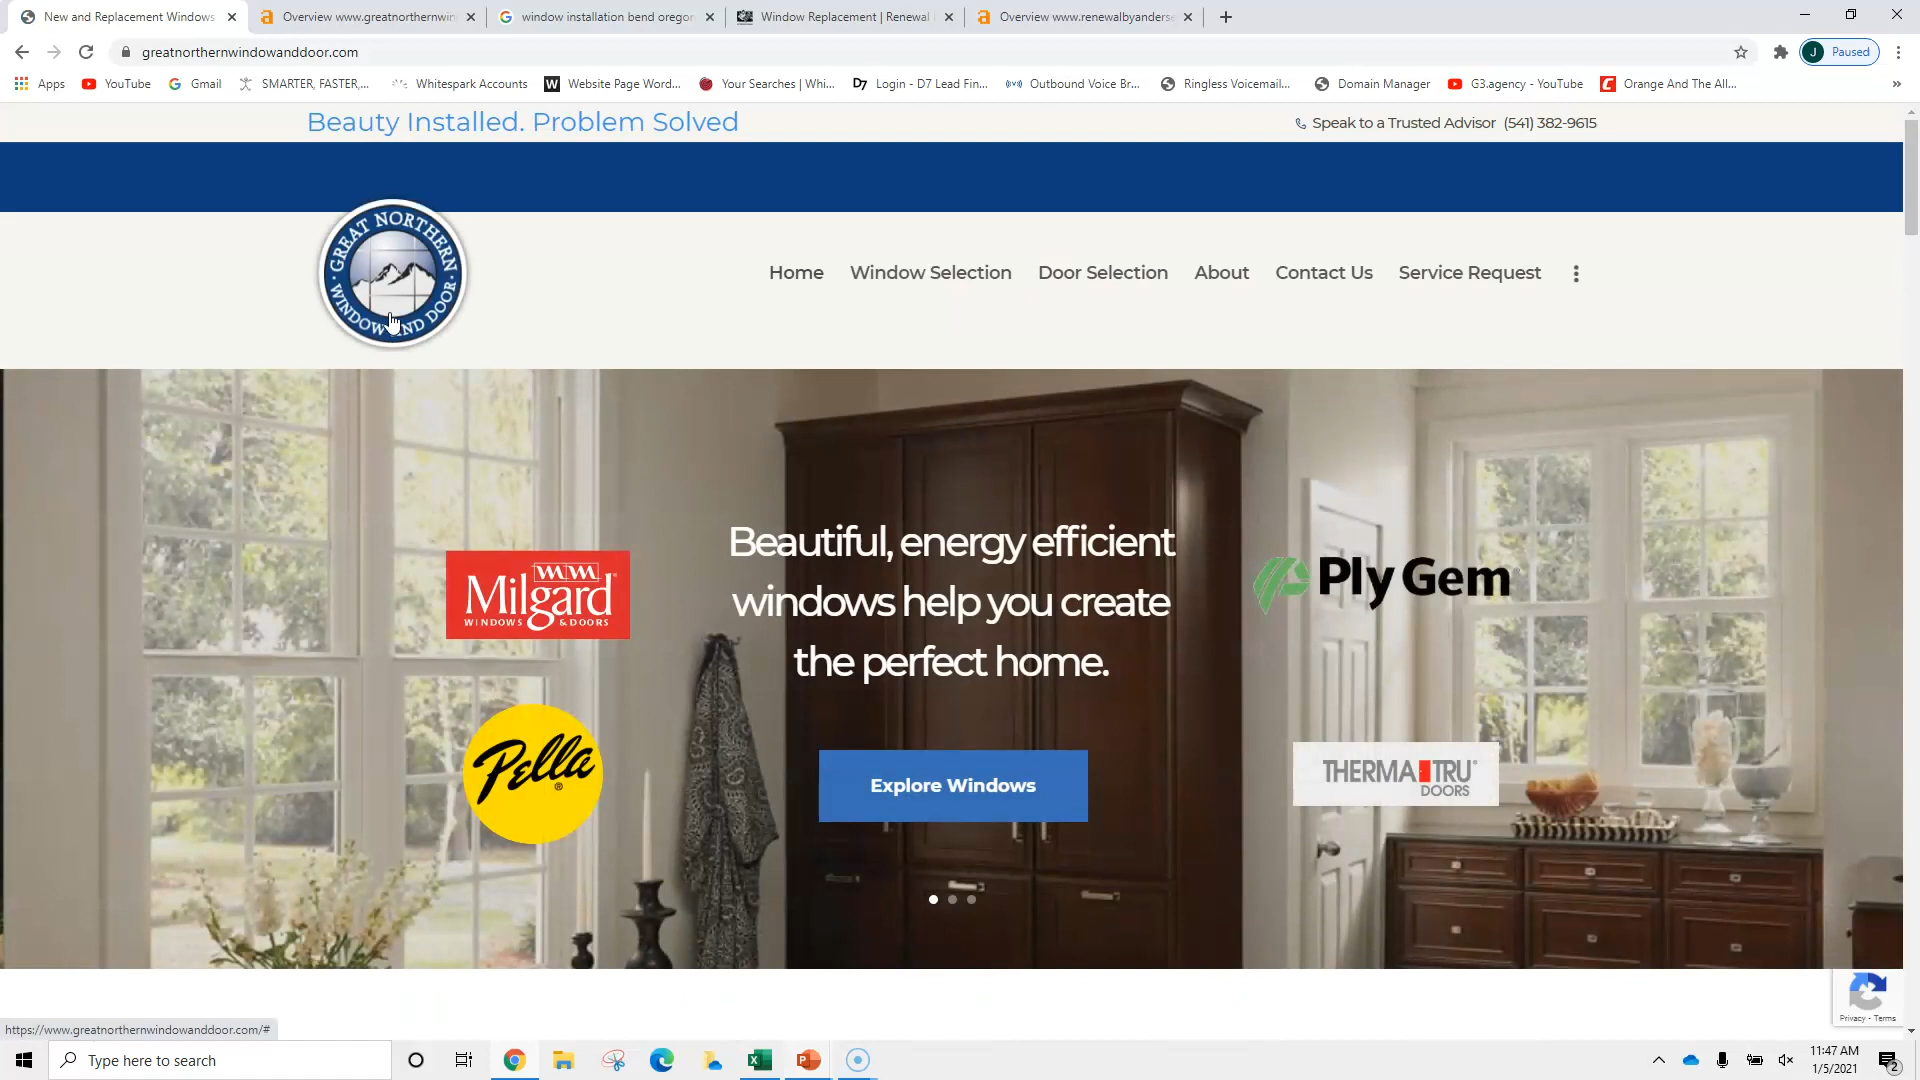 New and Replacement Windows
Overview www.greatnorthernwin
window installation bend oregon
Window Replacement | Renewal
Overview www.renewalbyanderse
greatnorthernwindowanddoor.com
J Paused
Apps
YouTube
Gmail
SMARTER, FASTER,...
Whitespark Accounts
W Website Page Word...
Your Searches | Whi...
D7 Login - D7 Lead Fin...
Outbound Voice Br...
Ringless Voicemail...
Domain Manager
G3.agency - YouTube
Orange And The All...
Beauty Installed. Problem Solved
Speak to a Trusted Advisor (541) 382-9615
GREAT NORTHERN
WINDOW AND DOOR
Home
Window Selection
Door Selection
About
Contact Us
Service Request
Beautiful, energy efficient
windows help you create
the perfect home.
Milgard
WINDOWS & DOORS
Ply Gem
Pella
THERMA TRU
DOORS
Explore Windows
Privacy - Terms
https://www.greatnorthernwindowanddoor.com/#
Type here to search
11:47 AM
1/5/2021
2